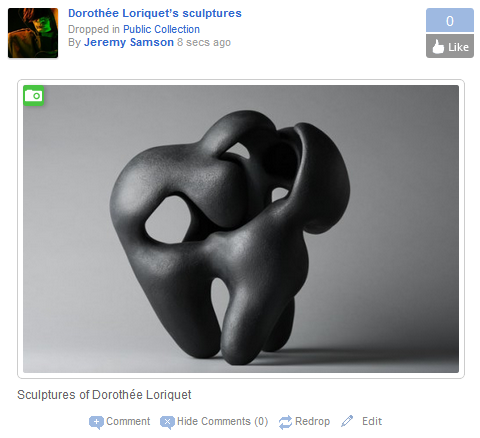 Dorothée Loriquet's sculptures
Dropped in Public Collection
By Jeremy Samson 8 secs ago
0
Like
Sculptures of Dorothée Loriquet
Comment Hide Comments (0) Redrop Edit